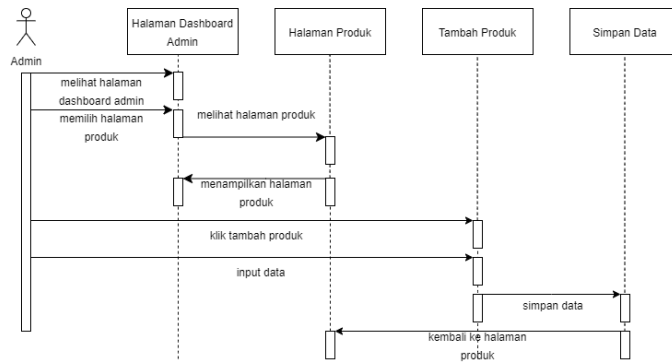 Halaman Dashboard
Admin
Halaman Produk
Tambah Produk
Simpan Data
Admin
melihat halaman
dashboard admin
memilih halaman
produk
melihat halaman produk
menampilkan halaman
produk
klik tambah produk
input data
simpan data
kembali ke halaman
produk